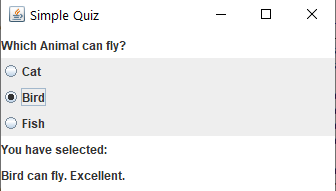 Simple Quiz
Which Animal can fly?
Cat
Bird
Fish
You have selected:
Bird can fly. Excellent.